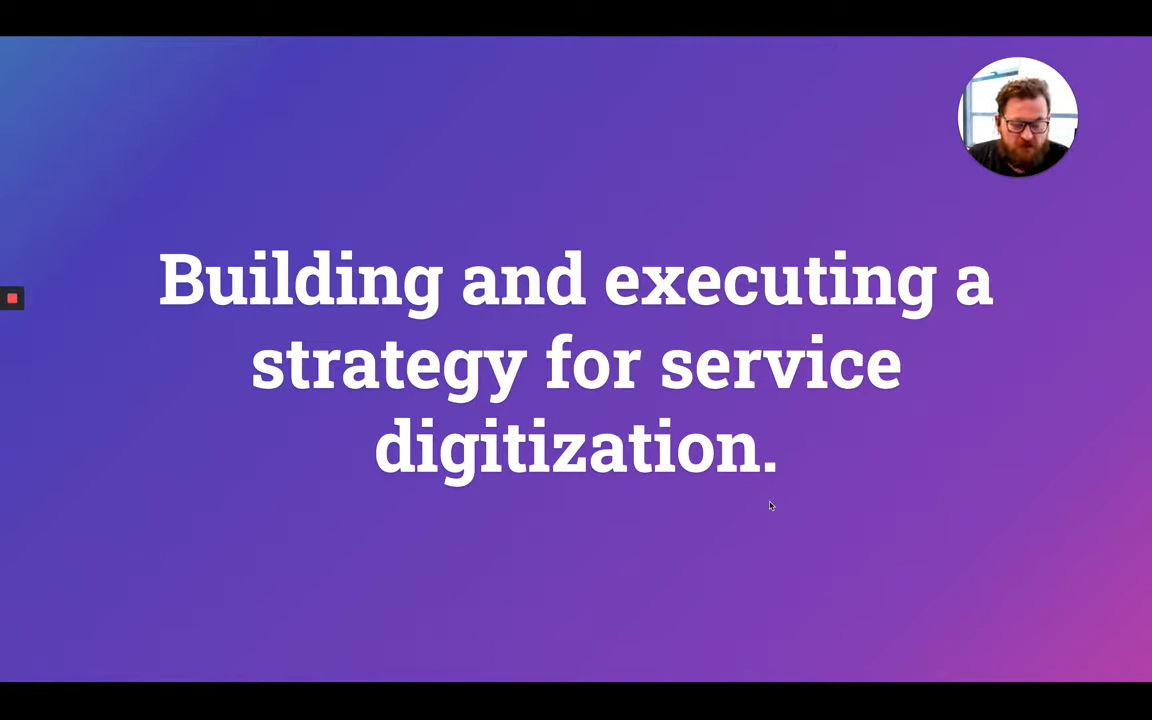 Building and executing a
strategy for service
digitization.